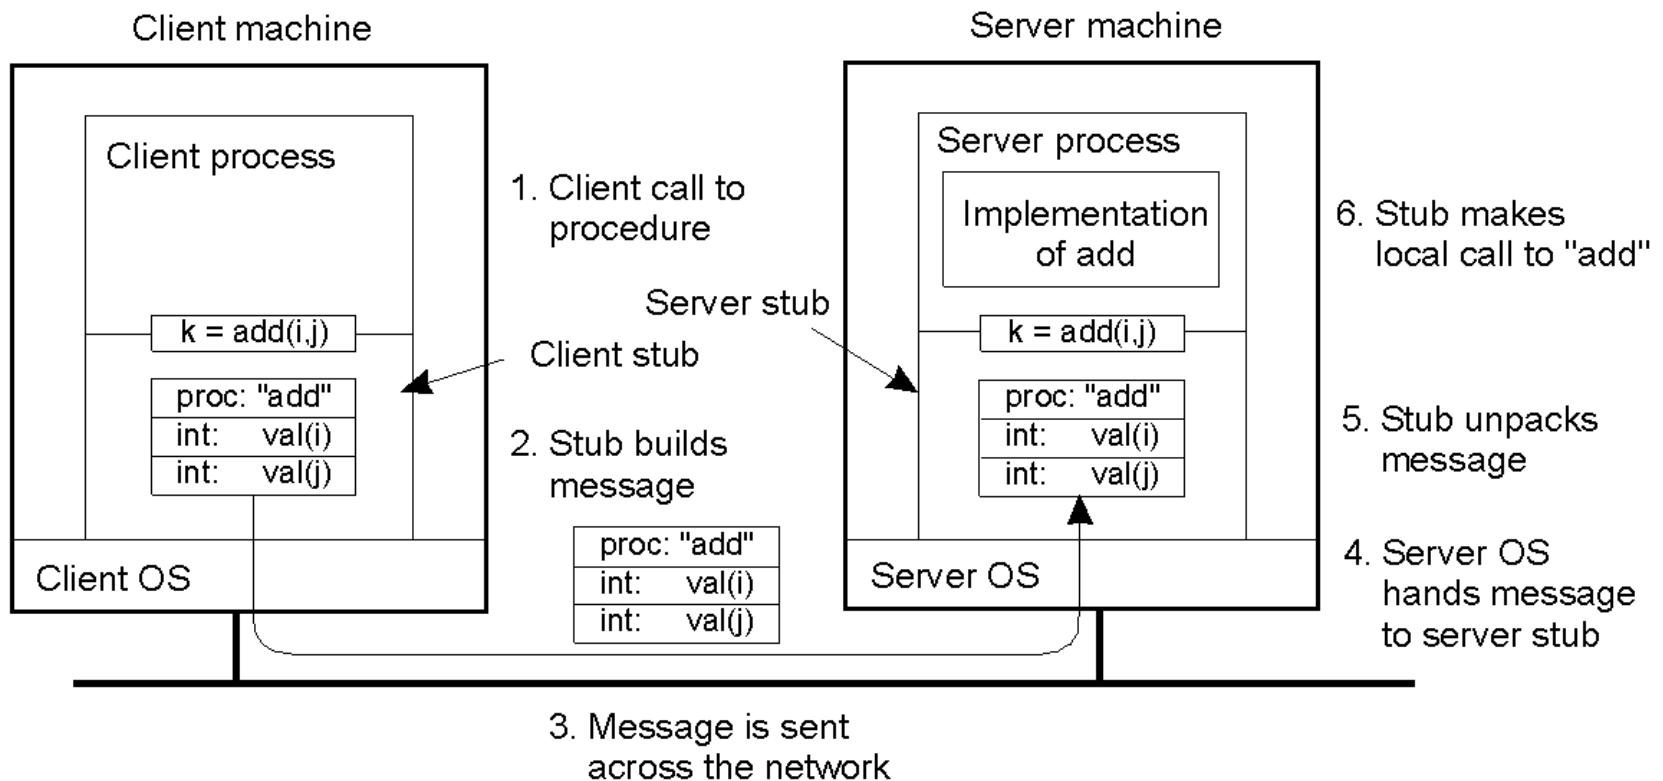 Client machine
Server machine
Client process
1. Client call to
procedure
k = add(i,j)
Client stub
proc: "add"
int: val(i)
int: val(j)
2. Stub builds
message
proc: "add"
int: val(i)
int: val(j)
Client OS
3. Message is sent
across the network
Server process
Implementation
of add
6. Stub makes
local call to "add"
Server stub
k = add(i,j)
proc: "add"
int: val(i)
int: val(j)
5. Stub unpacks
message
Server OS
4. Server OS
hands message
to server stub